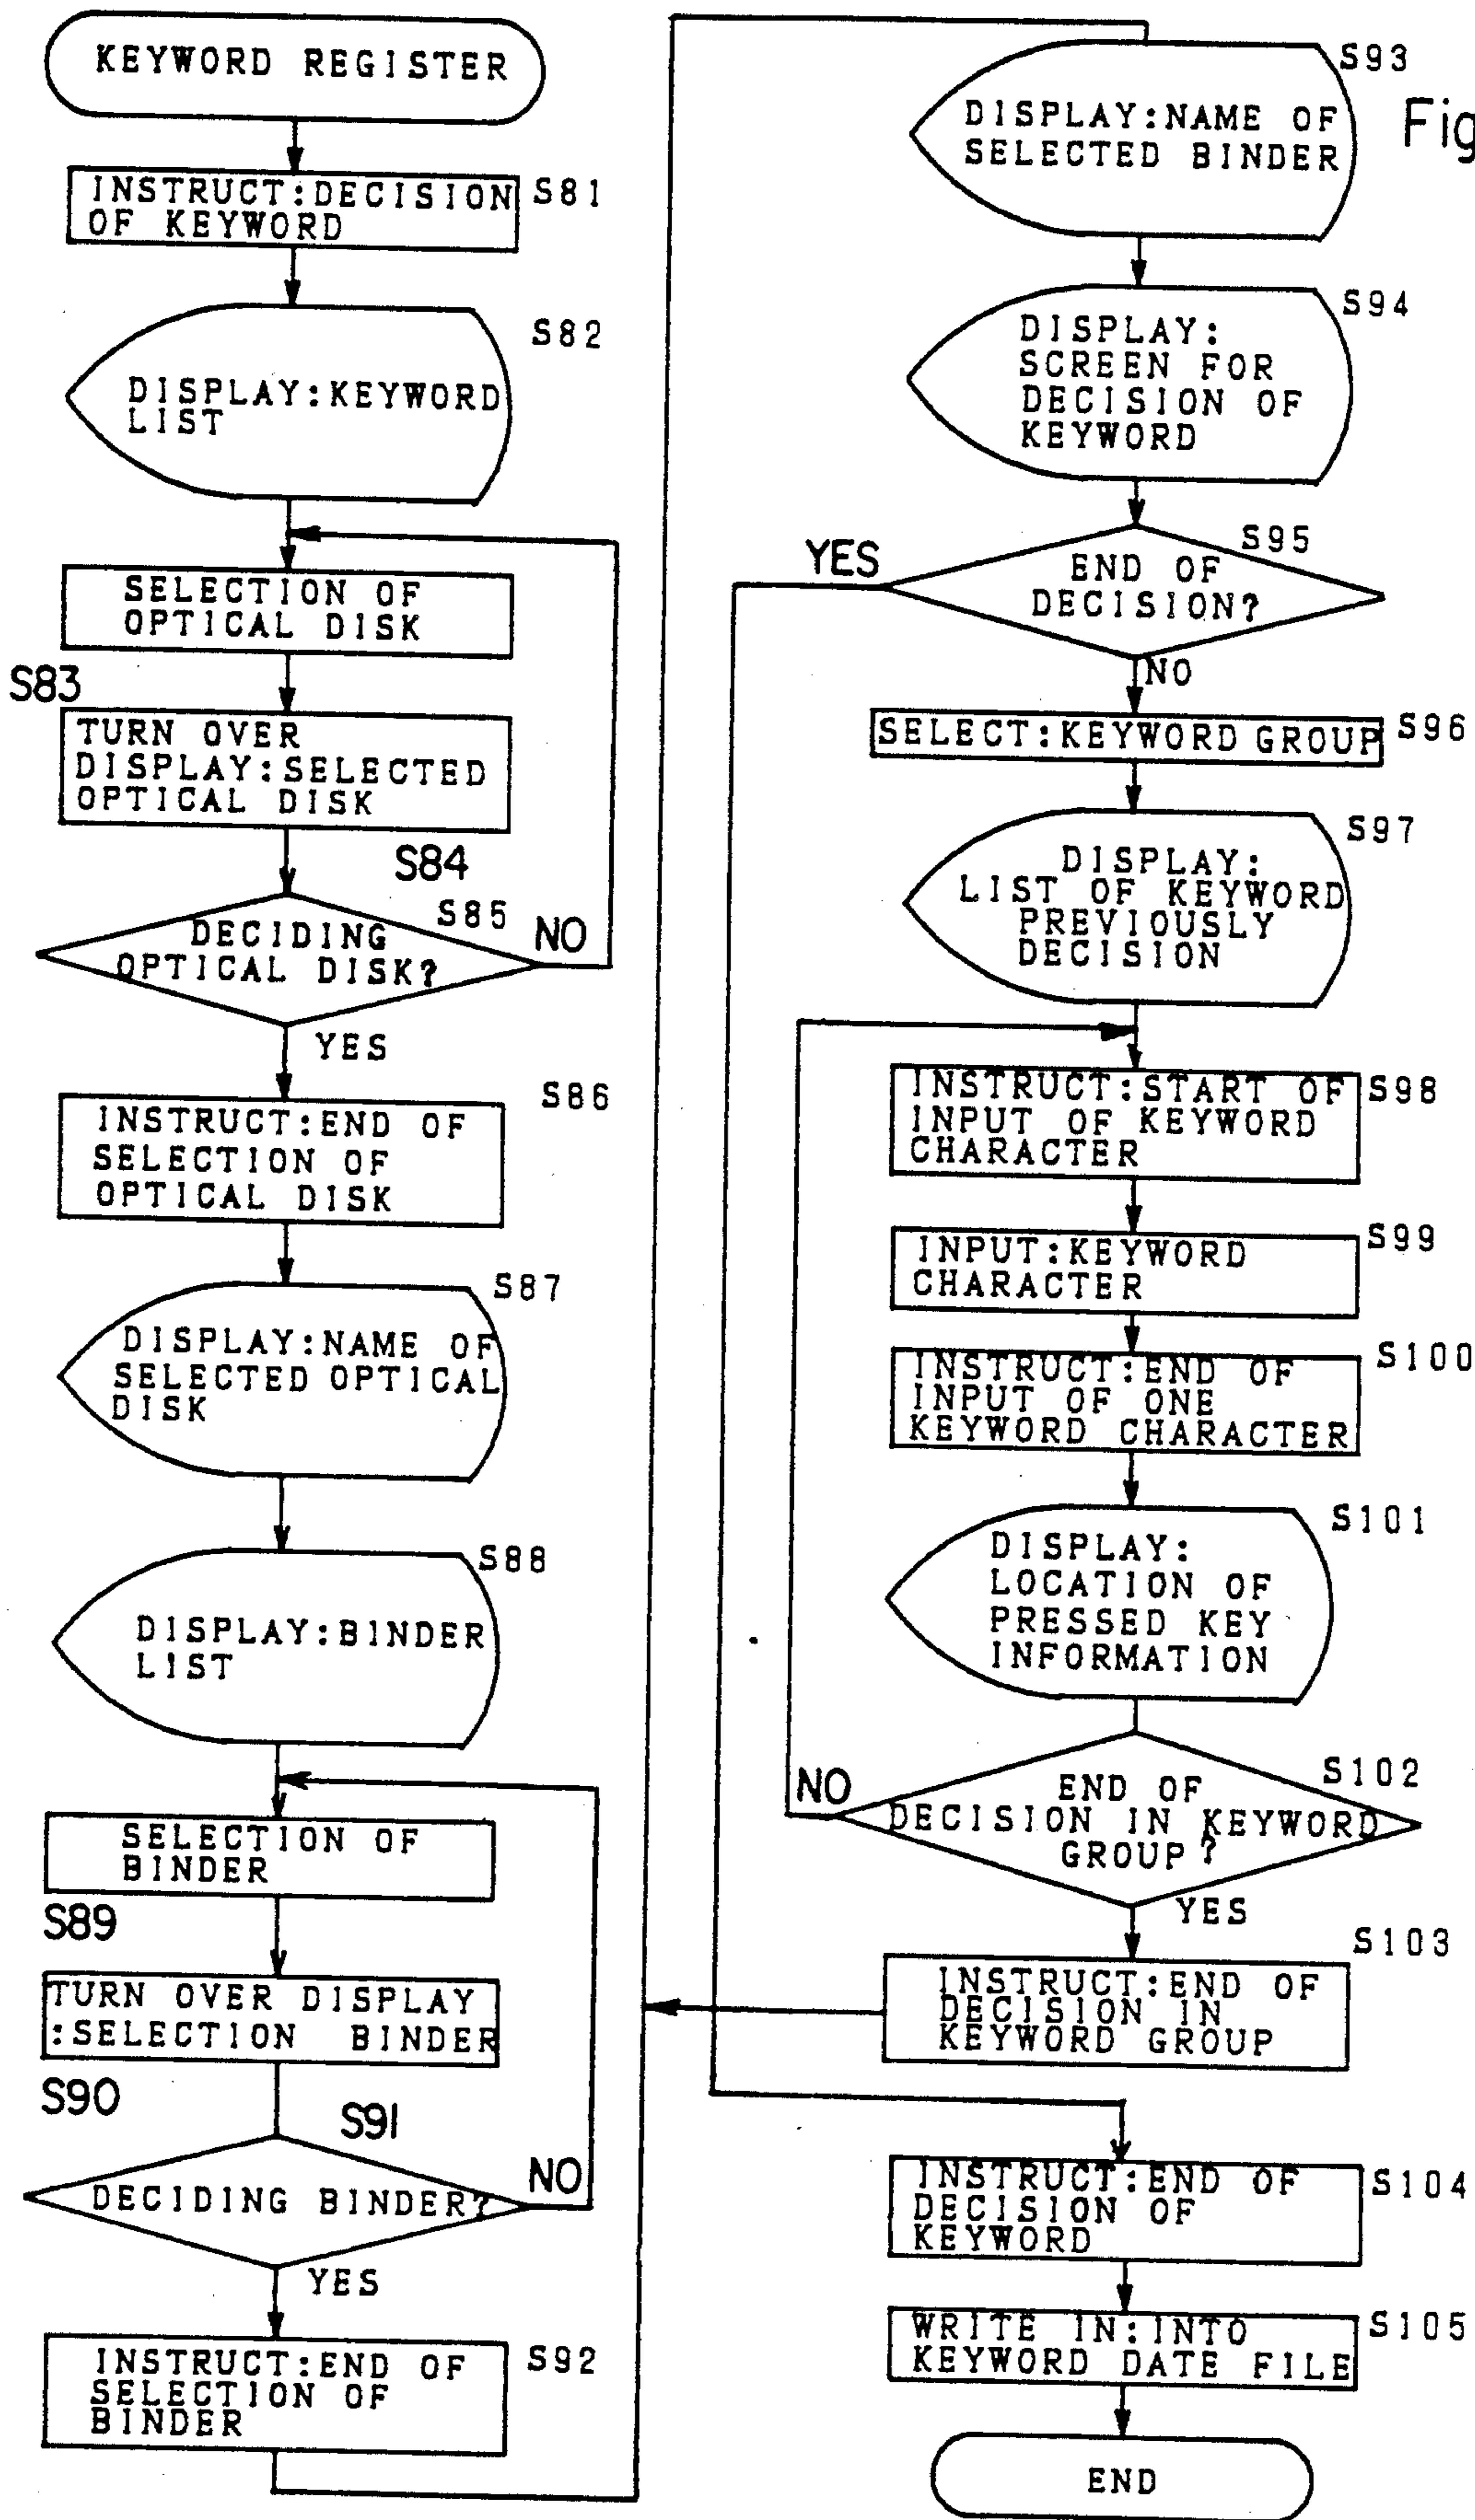 KEYWORD REGISTER
INSTRUCT:DECISION
OF KEYWORD
S81
S82
DISPLAY:KEYWORD
LIST
SELECTION OF
OPTICAL DISK
S83
TURN OVER
DISPLAY:SELECTED
OPTICAL DISK
S84
S85
DECIDING
OPTICAL DISK?
NO
YES
S86
INSTRUCT:END OF
SELECTION OF
OPTICAL DISK
S87
DISPLAY:NAME OF
SELECTED OPTICAL
DISK
S88
DISPLAY:BINDER
LIST
SELECTION OF
BINDER
S89
TURN OVER DISPLAY
:SELECTION BINDER
S90
S91
DECIDING BINDER?
NO
YES
INSTRUCT:END OF
SELECTION OF
BINDER
S92
S93
DISPLAY:NAME OF
SELECTED BINDER
Fig
S94
DISPLAY:
SCREEN FOR
DECISION OF
KEYWORD
S95
YES
END OF
DECISION?
NO
SELECT:KEYWORD GROUP
S96
S97
DISPLAY:
LIST OF KEYWORD
PREVIOUSLY
DECISION
INSTRUCT:START OF
INPUT OF KEYWORD
CHARACTER
S98
INPUT:KEYWORD
CHARACTER
S99
INSTRUCT:END OF
INPUT OF ONE
KEYWORD CHARACTER
S100
S101
DISPLAY:
LOCATION OF
PRESSED KEY
INFORMATION
S102
NO
END OF
DECISION IN KEYWORD
GROUP?
YES
S103
INSTRUCT:END OF
DECISION IN
KEYWORD GROUP
INSTRUCT:END OF
DECISION OF
KEYWORD
S104
WRITE IN:INTO
KEYWORD DATE FILE
S105
END